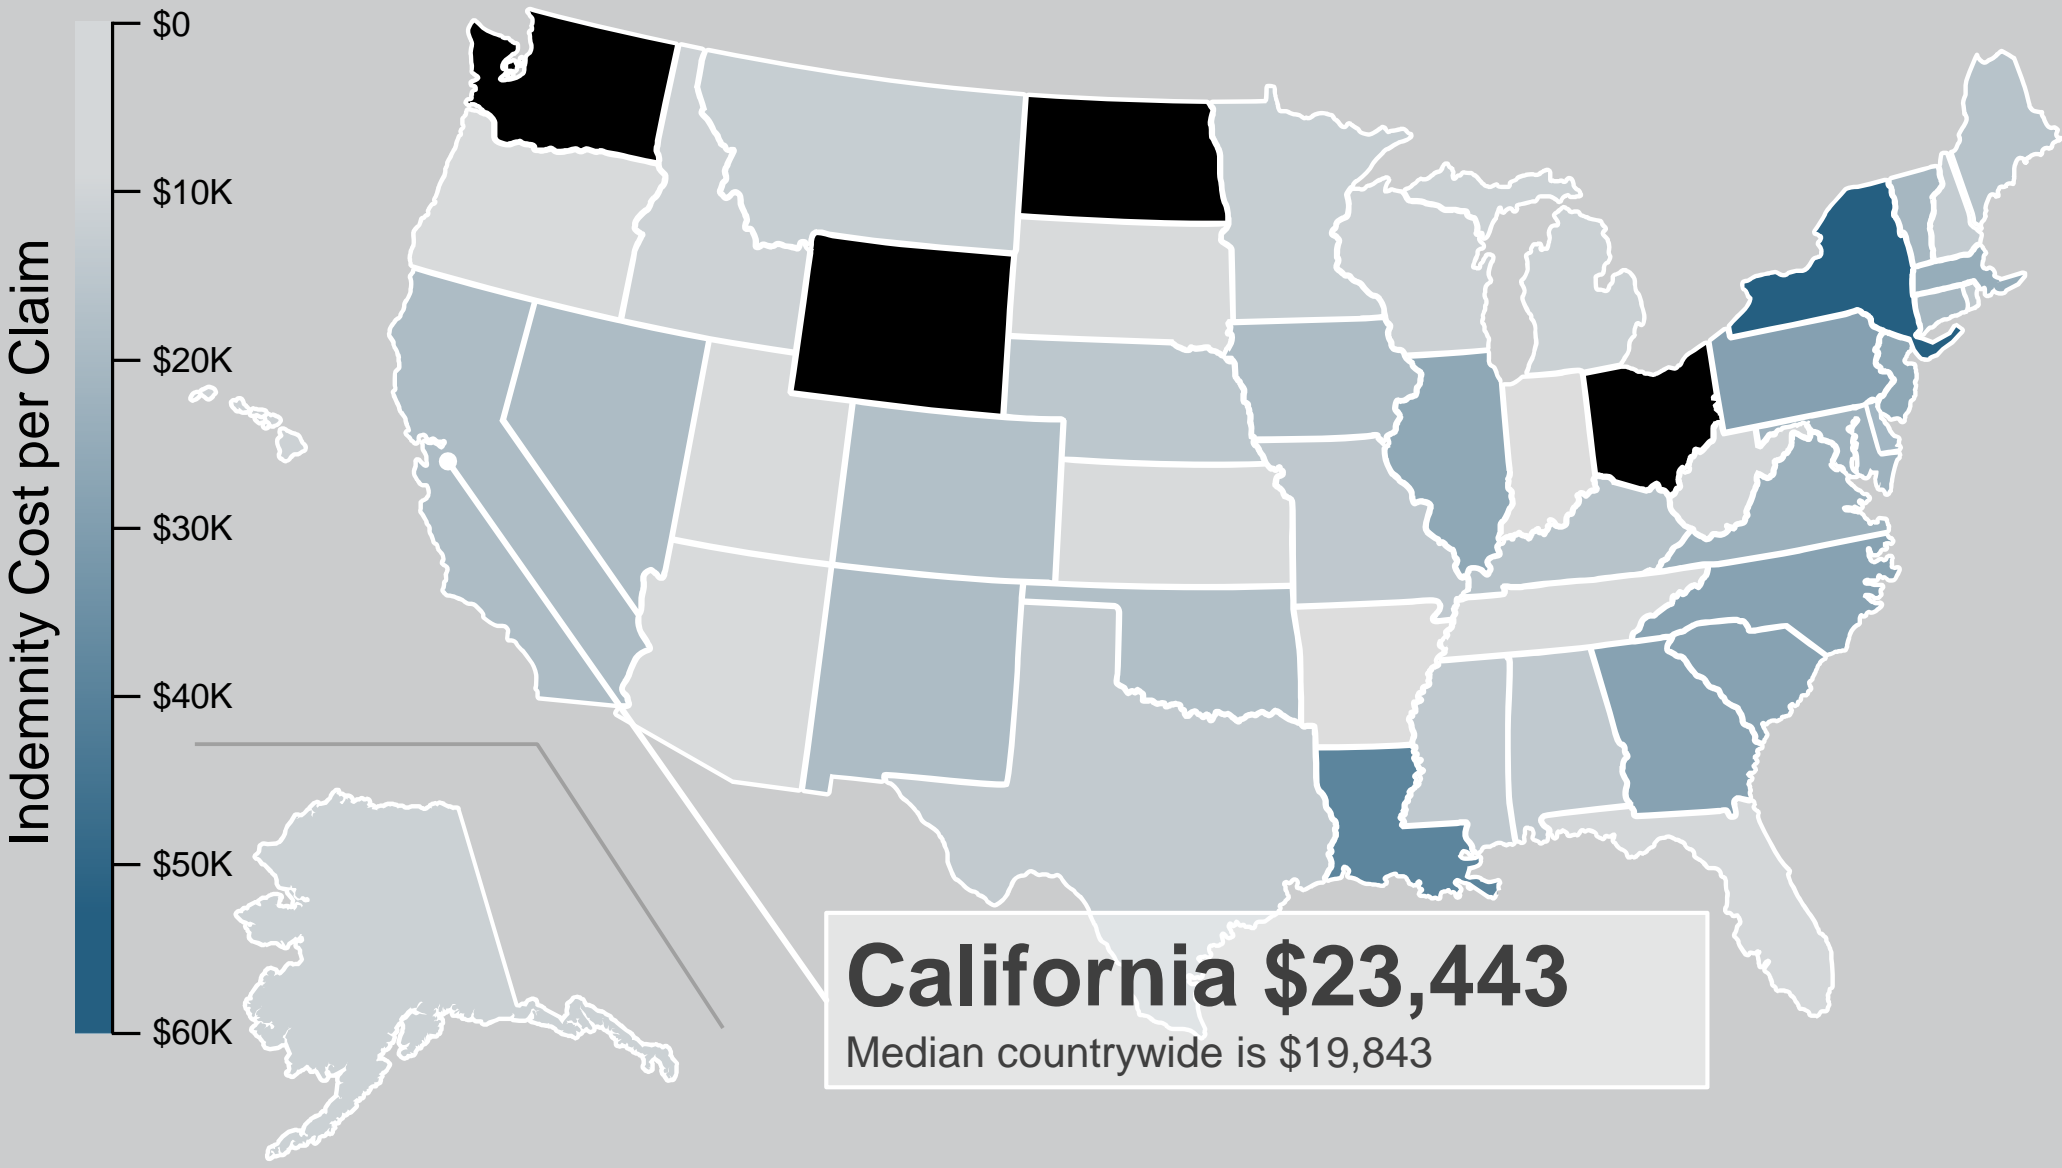 Indemnity Cost per Claim
$0
$10K
$20K
$30K
$40K
$50K
$60K
California $23,443
Median countrywide is $19,843